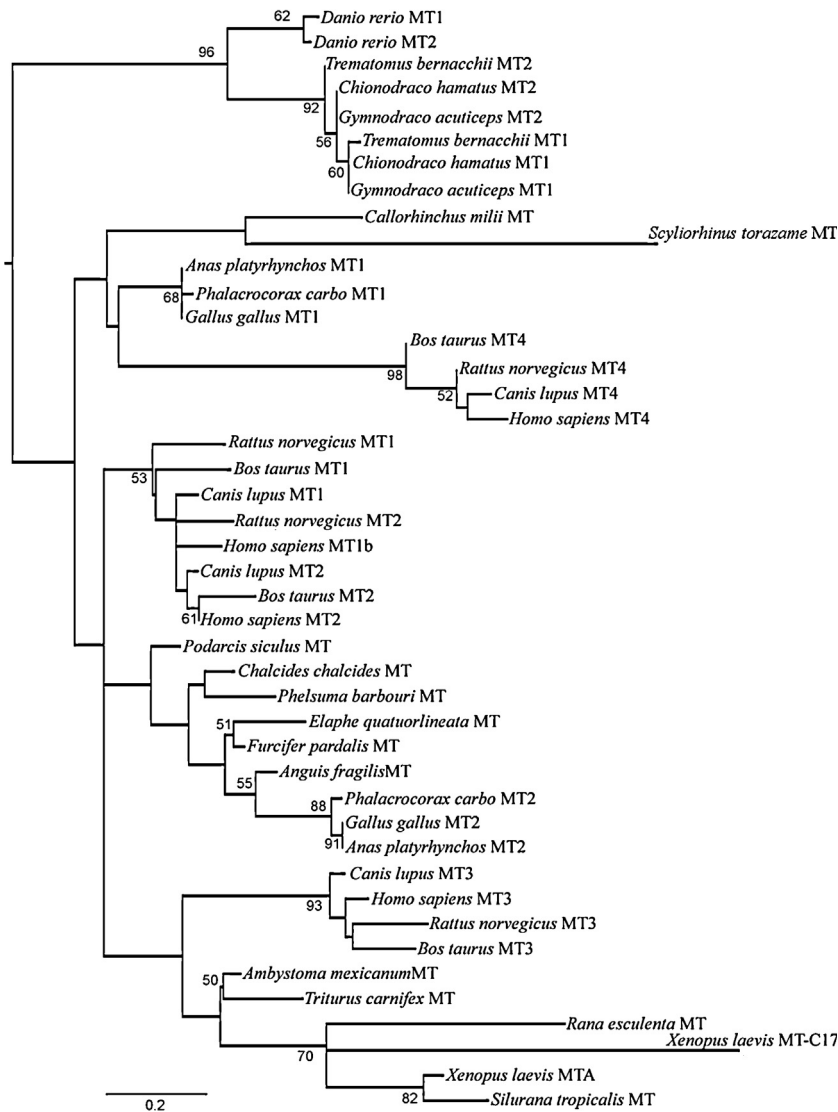 62
Danio rerio MT1
Danio rerio MT2
96
Trematomus bernacchii MT2
Chionodraco hamatus MT2
92
Gymnodraco acuticeps MT2
56
Trematomus bernacchii MT1
Chionodraco hamatus MT1
60
Gymnodraco acuticeps MT1
Callorhinchus milii MT
Scyliorhinus torazame MT
Anas platyrhynchos MT1
68
Phalacrocorax carbo MT1
Gallus gallus MT1
Bos taurus MT4
98
Rattus norvegicus MT4
52
Canis lupus MT4
Homo sapiens MT4
Rattus norvegicus MT1
53
Bos taurus MT1
Canis lupus MT1
Rattus norvegicus MT2
Homo sapiens MT1b
Canis lupus MT2
Bos taurus MT2
61
Homo sapiens MT2
Podarcis siculus MT
Chalcides chalcides MT
Phelsuma barbouri MT
51
Elaphe quatuorlineata MT
Furcifer pardalis MT
55
Anguis fragilisMT
88
Phalacrocorax carbo MT2
Gallus gallus MT2
91
Anas platyrhynchos MT2
Canis lupus MT3
93
Homo sapiens MT3
Rattus norvegicus MT3
Bos taurus MT3
50
Ambystoma mexicanumMT
Triturus carnifex MT
Rana esculenta MT
70
Xenopus laevis MT-C17
Xenopus laevis MTA
82
Silurana tropicalis MT
0.2